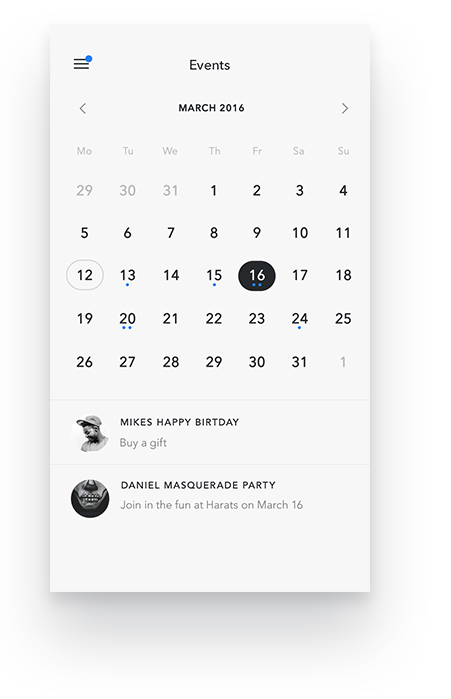 Events
MARCH 2016
Mo Tu We Th Fr Sa Su
29 30 31 1 2 3 4
5 6 7 8 9 10 11
12 13 14 15 16 17 18
19 20 21 22 23 24 25
26 27 28 29 30 31 1
MIKES HAPPY BIRTDAY
Buy a gift
DANIEL MASQUERADE PARTY
Join in the fun at Harats on March 16